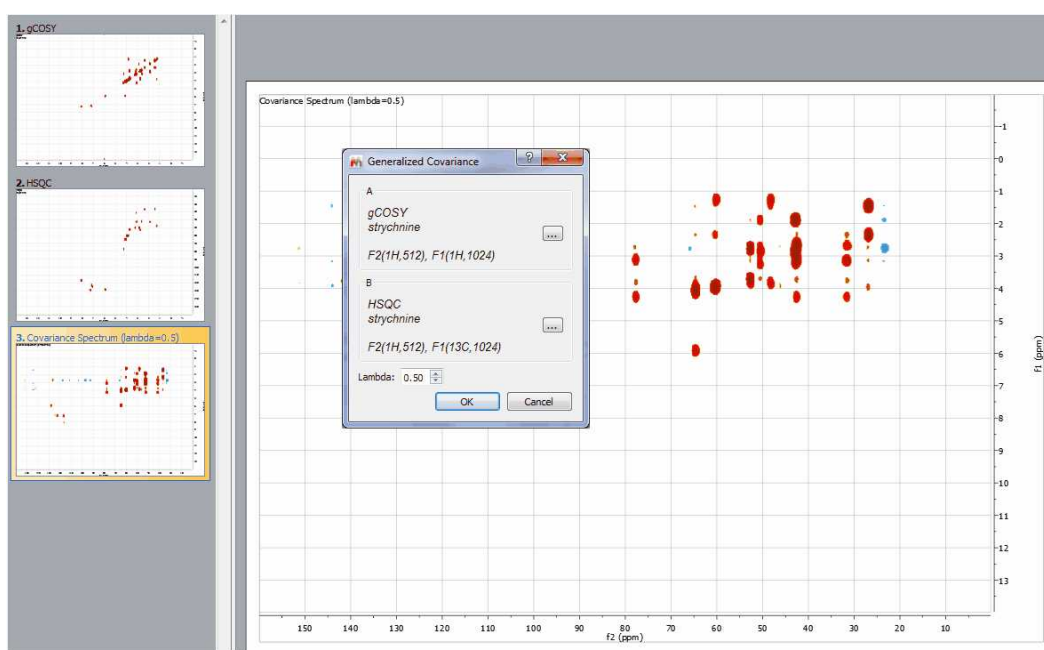 1. gCOSY
2. HSQC
3. Covariance Spectrum (lambda=0.5)
Covariance Spectrum (lambda=0.5)
Generalized Covariance
?
A
gCOSY
strychnine
...
F2(1H,512), F1(1H,1024)
B
HSQC
strychnine
...
F2(1H,512), F1(13C,1024)
Lambda: 0.50
OK Cancel
-1
0
1
2
3
4
5
6
7
8
9
10
11
12
13
f1 (ppm)
150 140 130 120 110 100 90 80 70 60 50 40 30 20 10
f2 (ppm)